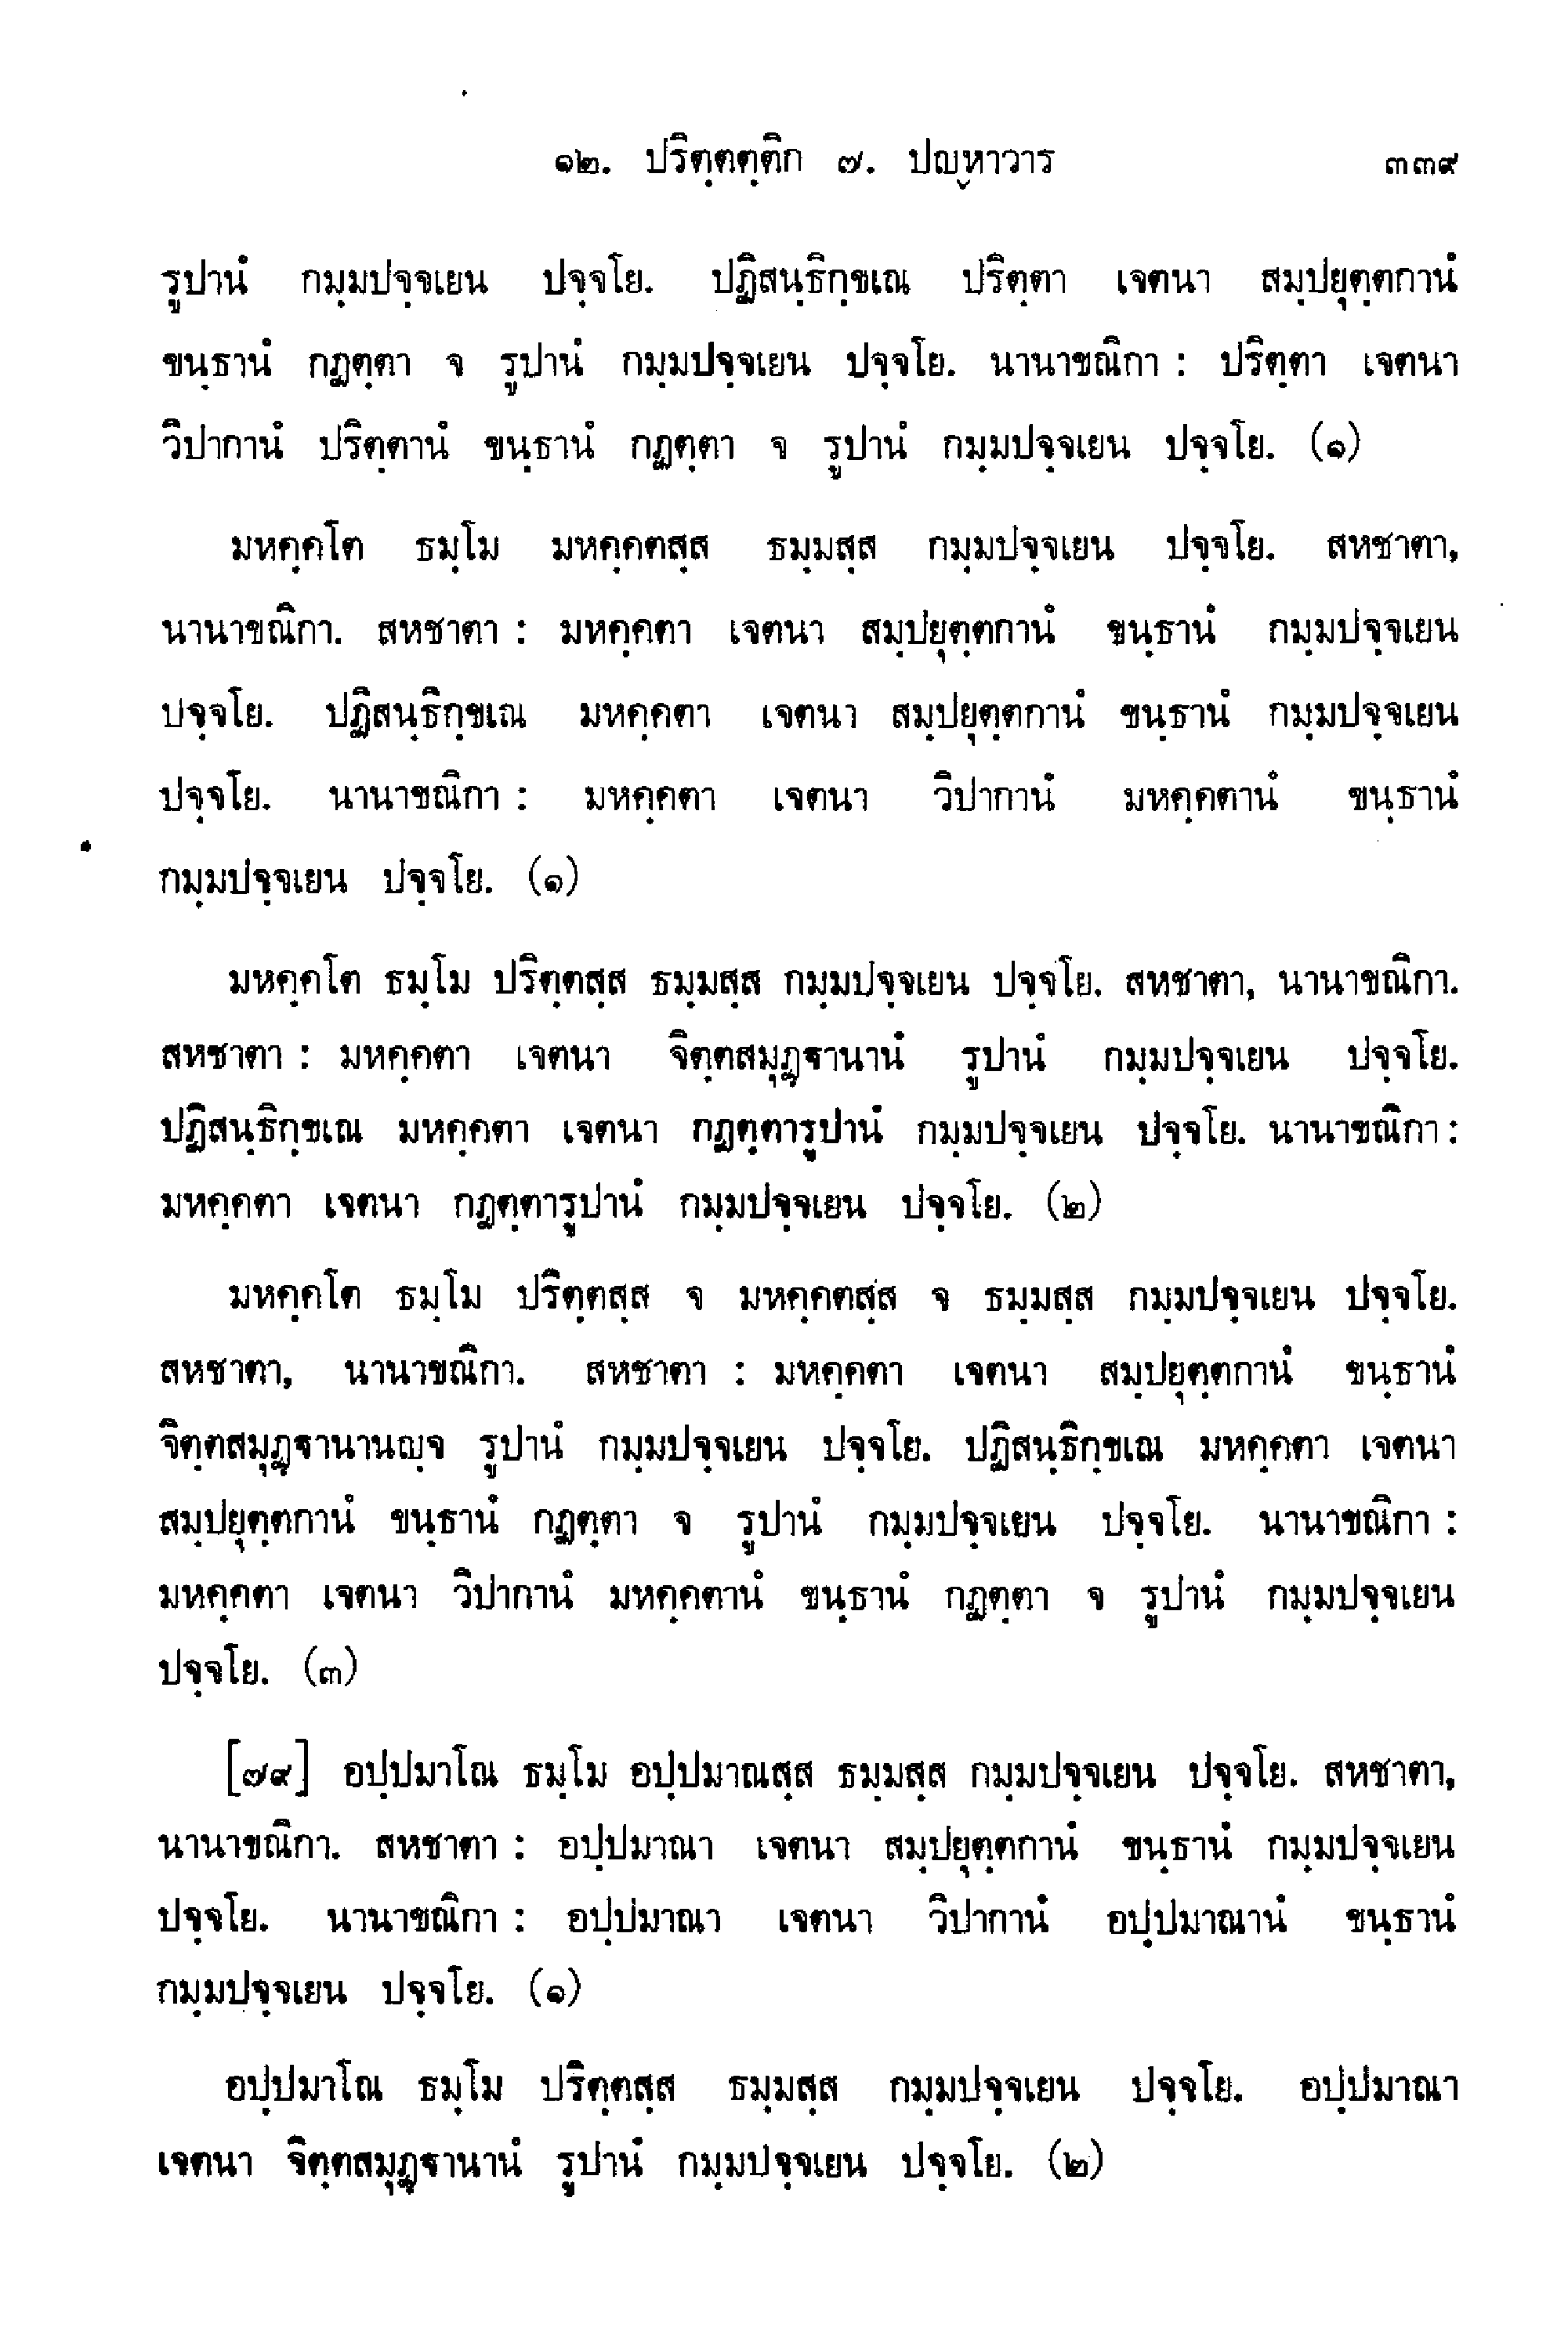 ๑๒. ปริตฺตตฺติก ๗. ปญฺหาวาร ๓๓๙
รูปานํ กมฺมปจฺจเยน ปจฺจโย. ปฏิสนฺธิกฺขเณ ปริตฺตา เจตนา สมฺปยุตฺตกานํ
ขนฺธานํ กฏตฺตา จ รูปานํ กมฺมปจฺจเยน ปจฺจโย. นานาขณิกา : ปริตฺตา เจตนา
วิปากานํ ปริตฺตานํ ขนฺธานํ กฏตฺตา จ รูปานํ กมฺมปจฺจเยน ปจฺจโย. (๑)
มหคฺคโต ธมฺโม มหคฺคตสฺส ธมฺมสฺส กมฺมปจฺจเยน ปจฺจโย. สหชาตา,
นานาขณิกา. สหชาตา : มหคฺคตา เจตนา สมฺปยุตฺตกานํ ขนฺธานํ กมฺมปจฺจเยน
ปจฺจโย. ปฏิสนฺธิกฺขเณ มหคฺคตา เจตนา สมฺปยุตฺตกานํ ขนฺธานํ กมฺมปจฺจเยน
ปจฺจโย. นานาขณิกา : มหคฺคตา เจตนา วิปากานํ มหคฺคตานํ ขนฺธานํ
กมฺมปจฺจเยน ปจฺจโย. (๑)
มหคฺคโต ธมฺโม ปริตฺตสฺส ธมฺมสฺส กมฺมปจฺจเยน ปจฺจโย. สหชาตา, นานาขณิกา.
สหชาตา : มหคฺคตา เจตนา จิตฺตสมุฏฺฐานานํ รูปานํ กมฺมปจฺจเยน ปจฺจโย.
ปฏิสนฺธิกฺขเณ มหคฺคตา เจตนา กฏตฺตารูปานํ กมฺมปจฺจเยน ปจฺจโย. นานาขณิกา :
มหคฺคตา เจตนา กฏตฺตารูปานํ กมฺมปจฺจเยน ปจฺจโย. (๒)
มหคฺคโต ธมฺโม ปริตฺตสฺส จ มหคฺคตสฺส จ ธมฺมสฺส กมฺมปจฺจเยน ปจฺจโย.
สหชาตา, นานาขณิกา. สหชาตา : มหคฺคตา เจตนา สมฺปยุตฺตกานํ ขนฺธานํ
จิตฺตสมุฏฺฐานานญฺจ รูปานํ กมฺมปจฺจเยน ปจฺจโย. ปฏิสนฺธิกฺขเณ มหคฺคตา เจตนา
สมฺปยุตฺตกานํ ขนฺธานํ กฏตฺตา จ รูปานํ กมฺมปจฺจเยน ปจฺจโย. นานาขณิกา :
มหคฺคตา เจตนา วิปากานํ มหคฺคตานํ ขนฺธานํ กฏตฺตา จ รูปานํ กมฺมปจฺจเยน
ปจฺจโย. (๓)
[๗๙] อปฺปมาโณ ธมฺโม อปฺปมาณสฺส ธมฺมสฺส กมฺมปจฺจเยน ปจฺจโย. สหชาตา,
นานาขณิกา. สหชาตา : อปฺปมาณา เจตนา สมฺปยุตฺตกานํ ขนฺธานํ กมฺมปจฺจเยน
ปจฺจโย. นานาขณิกา : อปฺปมาณา เจตนา วิปากานํ อปฺปมาณานํ ขนฺธานํ
กมฺมปจฺจเยน ปจฺจโย. (๑)
อปฺปมาโณ ธมฺโม ปริตฺตสฺส ธมฺมสฺส กมฺมปจฺจเยน ปจฺจโย. อปฺปมาณา
เจตนา จิตฺตสมุฏฺฐานานํ รูปานํ กมฺมปจฺจเยน ปจฺจโย. (๒)